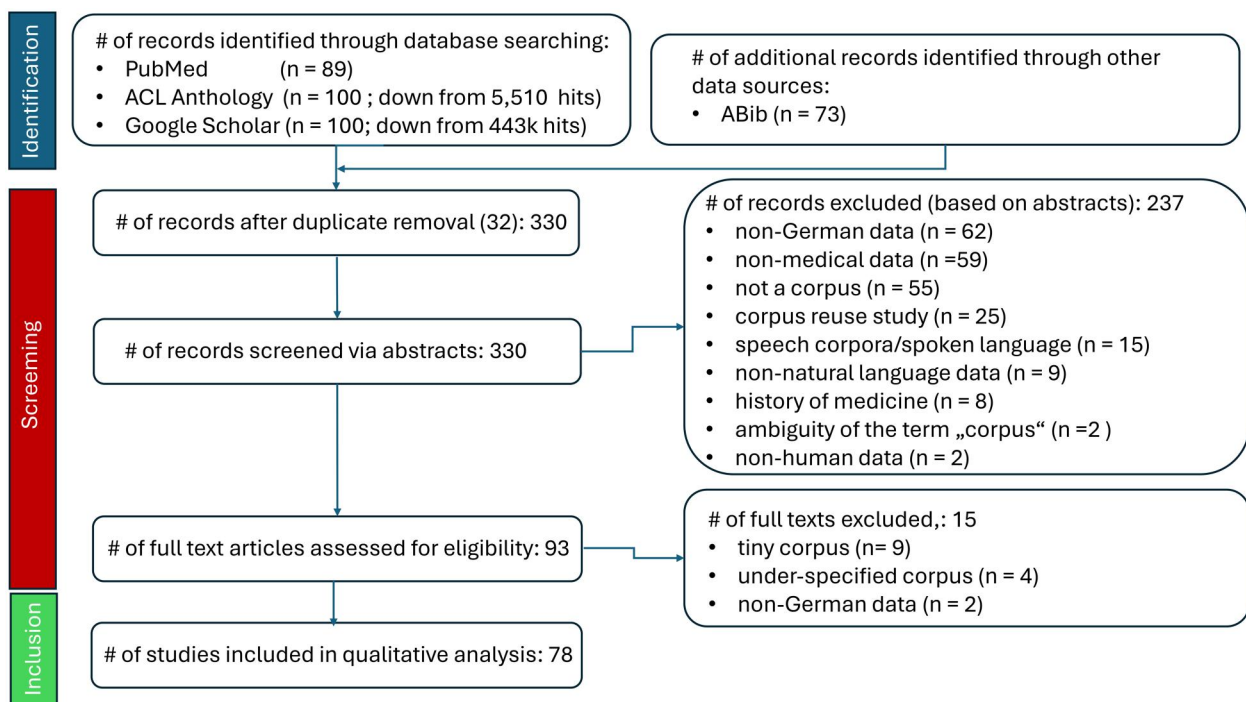 Identification
# of records identified through database searching:
• PubMed (n = 89)
• ACL Anthology (n = 100 ; down from 5,510 hits)
• Google Scholar (n = 100; down from 443k hits)
# of additional records identified through other
data sources:
• ABib (n = 73)
Screeming
# of records after duplicate removal (32): 330
# of records screened via abstracts: 330
# of records excluded (based on abstracts): 237
• non-German data (n = 62)
• non-medical data (n =59)
• not a corpus (n = 55)
• corpus reuse study (n = 25)
• speech corpora/spoken language (n = 15)
• non-natural language data (n = 9)
• history of medicine (n = 8)
• ambiguity of the term „corpus“ (n =2 )
• non-human data (n = 2)
# of full text articles assessed for eligibility: 93
# of full texts excluded,: 15
• tiny corpus (n= 9)
• under-specified corpus (n = 4)
• non-German data (n = 2)
Inclusion
# of studies included in qualitative analysis: 78